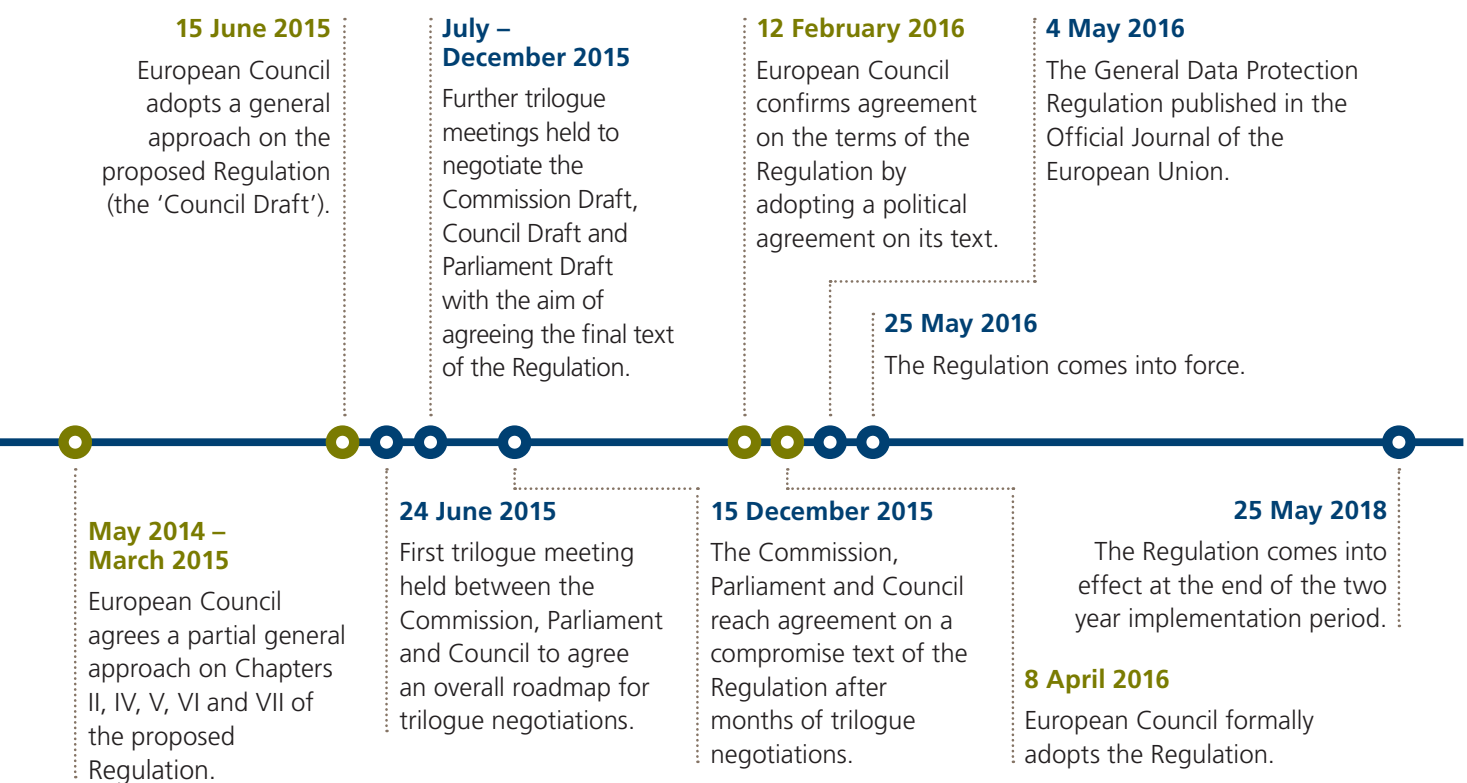 15 June 2015
European Council
adopts a general
approach on the
proposed Regulation
(the ‘Council Draft’).
July –
December 2015
Further trilogue
meetings held to
negotiate the
Commission Draft,
Council Draft and
Parliament Draft
with the aim of
agreeing the final text
of the Regulation.
12 February 2016
European Council
confirms agreement
on the terms of the
Regulation by
adopting a political
agreement on its text.
4 May 2016
The General Data Protection
Regulation published in the
Official Journal of the
European Union.
25 May 2016
The Regulation comes into force.
May 2014 –
March 2015
European Council
agrees a partial general
approach on Chapters
II, IV, V, VI and VII of
the proposed
Regulation.
24 June 2015
First trilogue meeting
held between the
Commission, Parliament
and Council to agree
an overall roadmap for
trilogue negotiations.
15 December 2015
The Commission,
Parliament and Council
reach agreement on a
compromise text of the
Regulation after
months of trilogue
negotiations.
8 April 2016
European Council formally
adopts the Regulation.
25 May 2018
The Regulation comes into
effect at the end of the two
year implementation period.